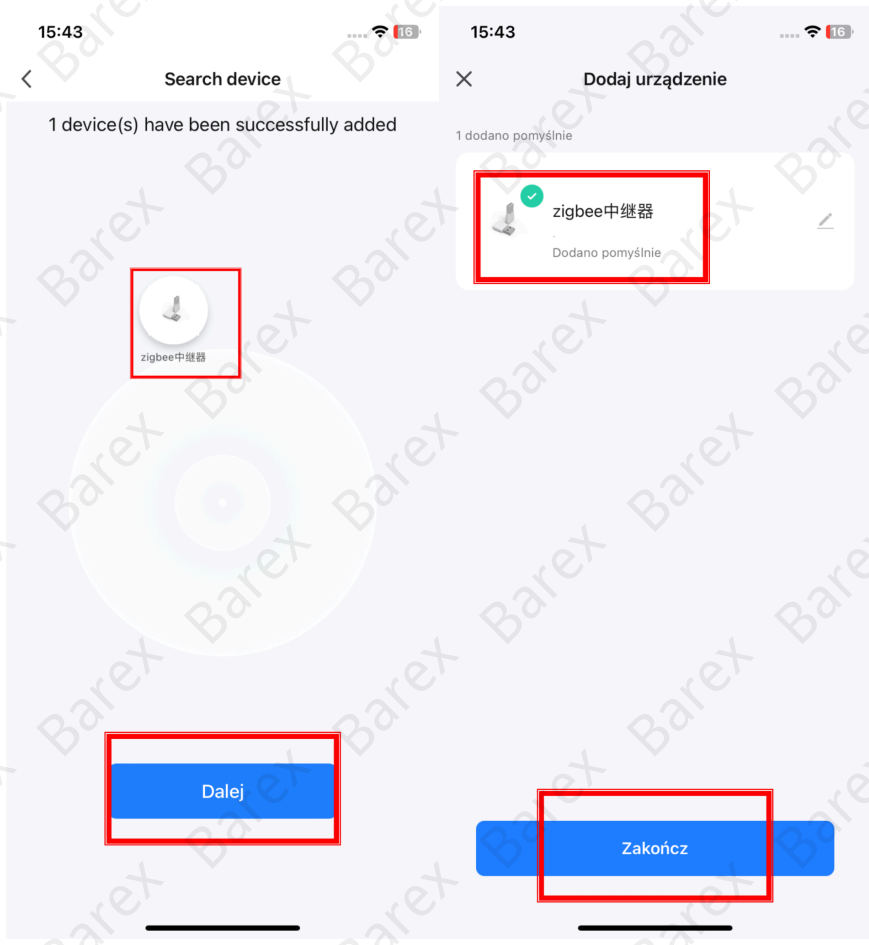 15:43
16
Search device
1 device(s) have been successfully added
zigbee中继器
Dalej
15:43
16
Dodaj urządzenie
1 dodano pomyślnie
zigbee中继器
.
Dodano pomyślnie
Zakończ
Barex